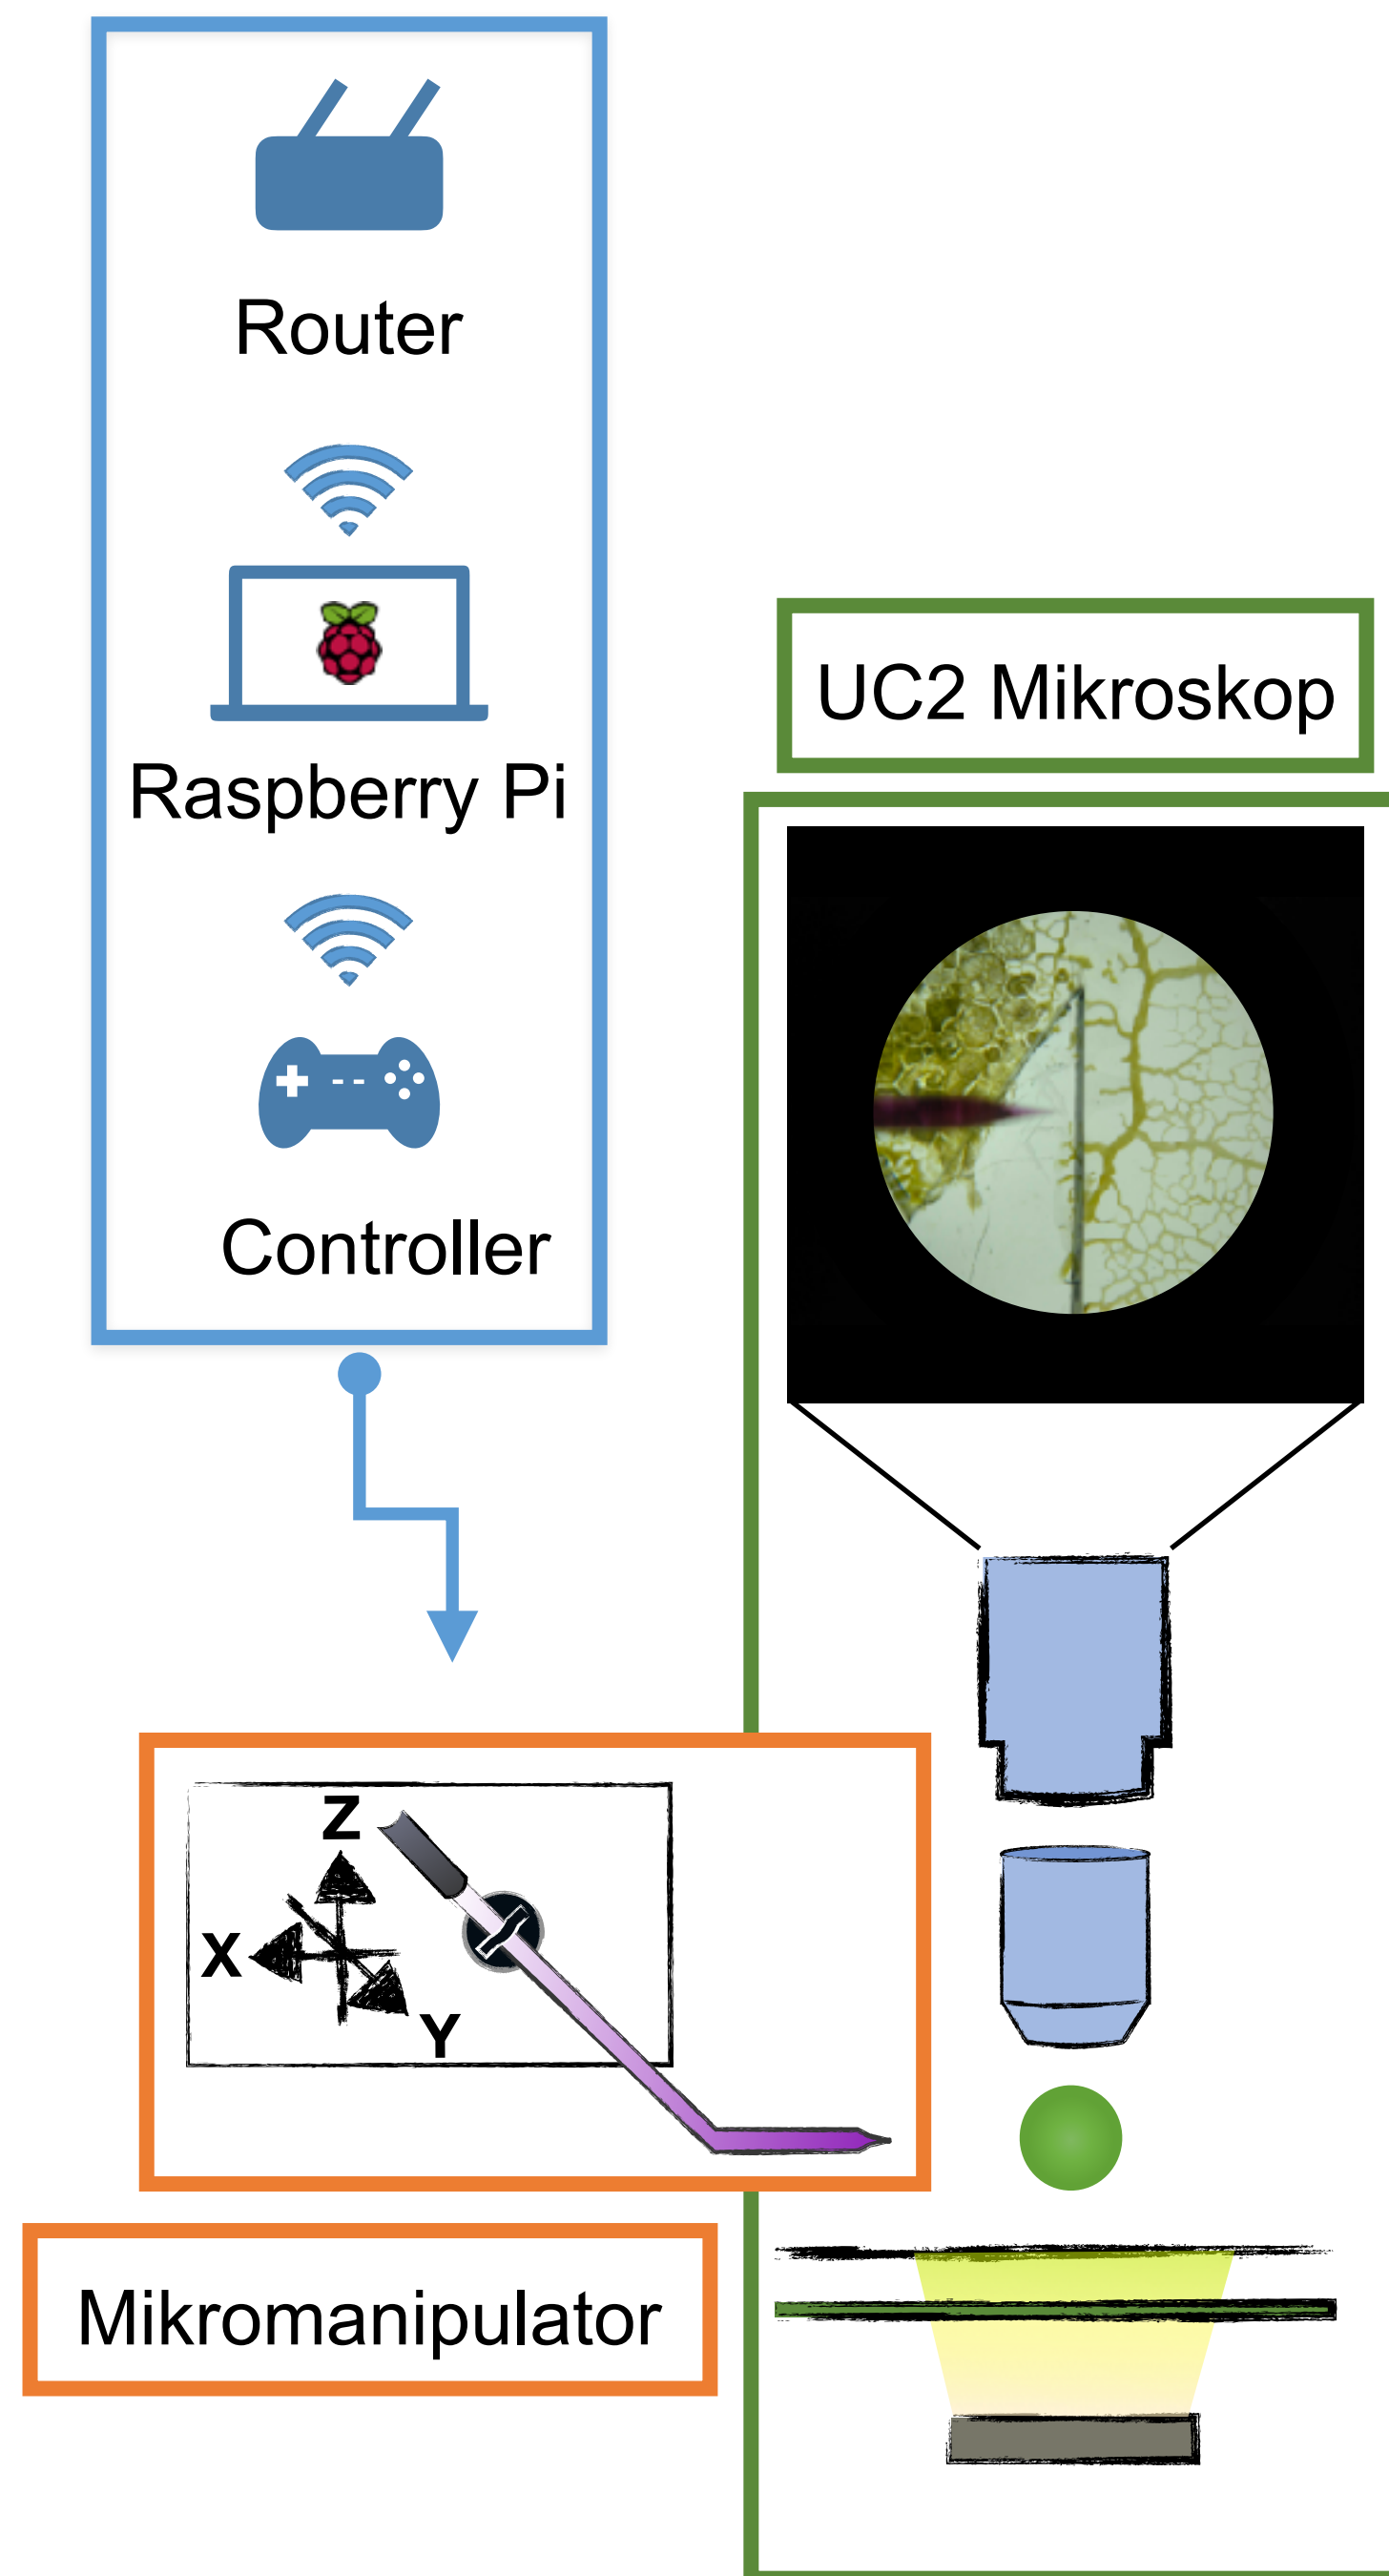 Router
Raspberry Pi
Controller
UC2 Mikroskop
Z
X
Y
Mikromanipulator